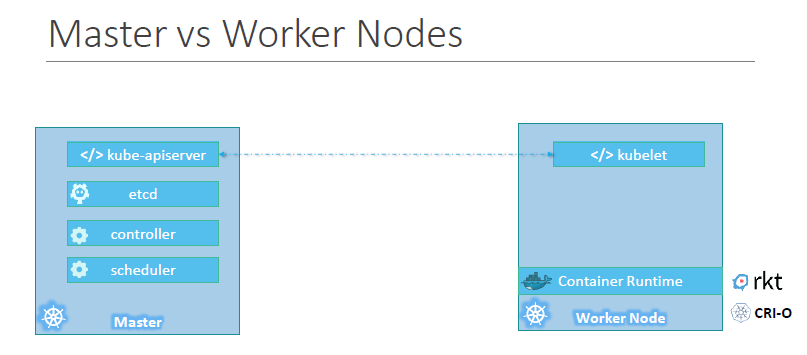 Master vs Worker Nodes
</> kube-apiserver
</> kubelet
etcd
controller
scheduler
Container Runtime
rkt
CRI-O
Master
Worker Node